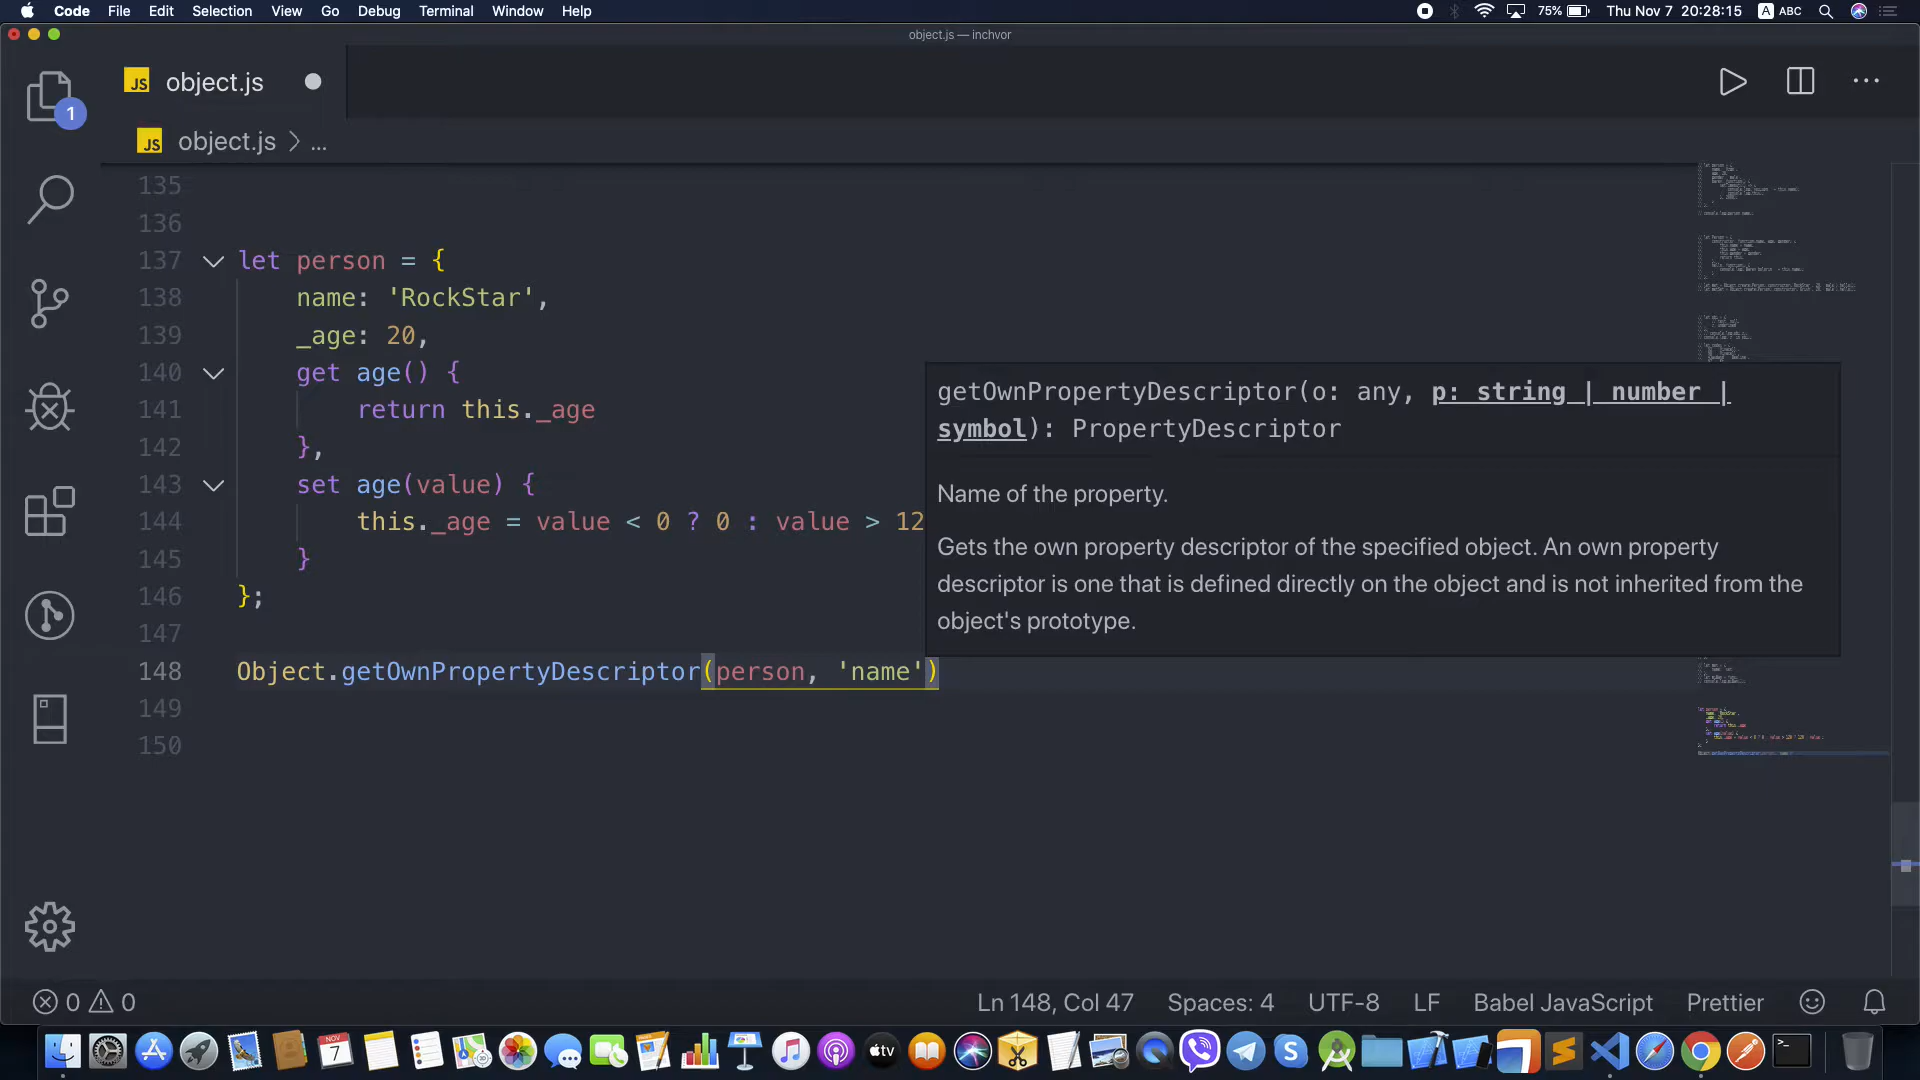 Code File Edit Selection View Go Debug Terminal Window Help 75% Thu Nov 7 20:28:15 A ABC
object.js — inchvor
JS object.js
1
JS object.js > ...
135
136
137 let person = {
138 name: 'RockStar',
139 _age: 20,
140 get age() {
141 return this._age
142 },
143 set age(value) {
144 this._age = value < 0 ? 0 : value > 12
145 }
146 };
147
148 Object.getOwnPropertyDescriptor(person, 'name')
149
150
getOwnPropertyDescriptor(o: any, p: string | number |
symbol): PropertyDescriptor
Name of the property.
Gets the own property descriptor of the specified object. An own property
descriptor is one that is defined directly on the object and is not inherited from the
object's prototype.
0 0 Ln 148, Col 47 Spaces: 4 UTF-8 LF Babel JavaScript Prettier
NOV
7
tv